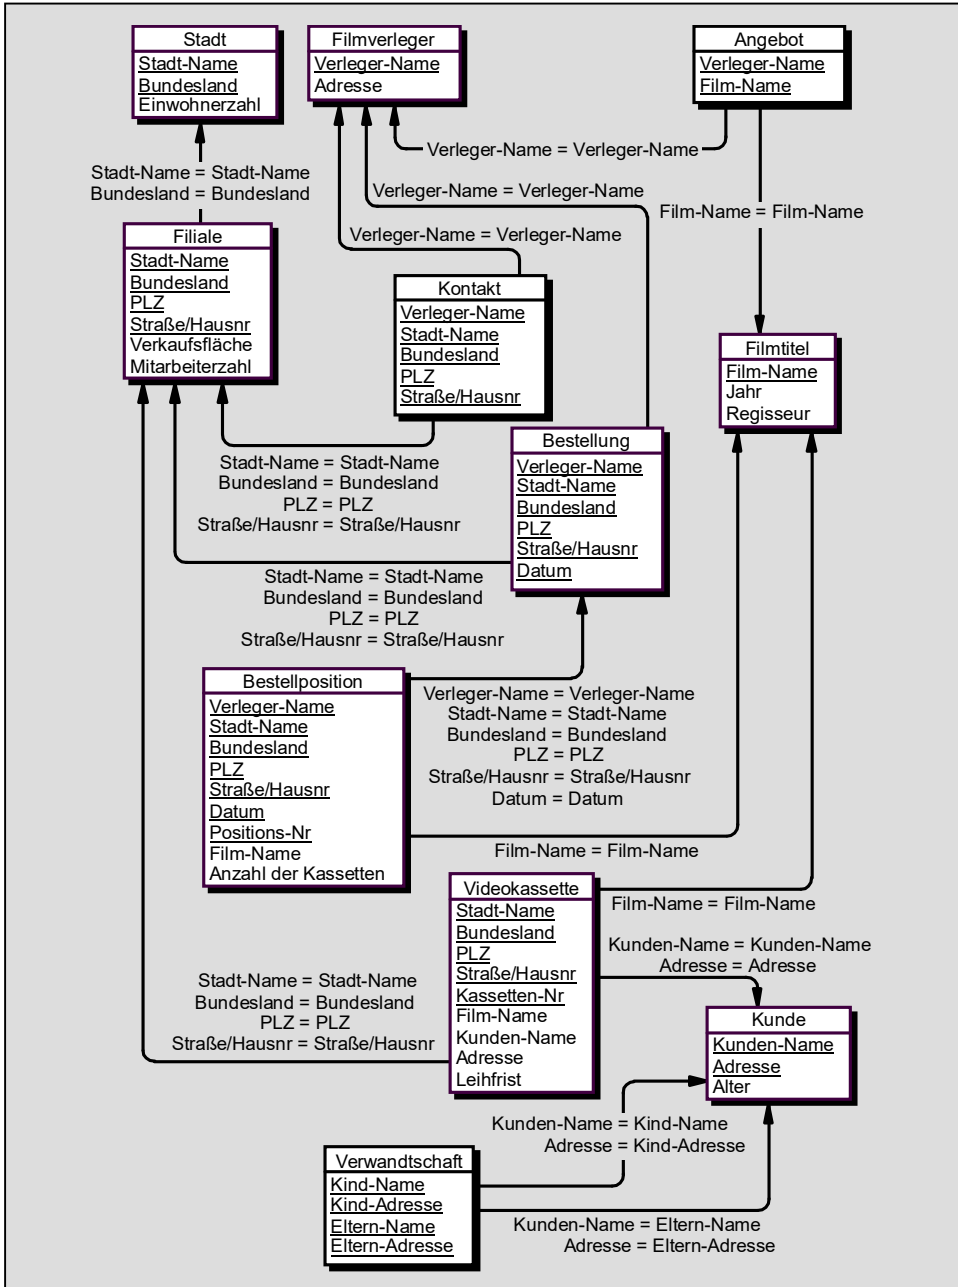 Stadt
Stadt-Name
Bundesland
Einwohnerzahl
Filmverleger
Verleger-Name
Adresse
Angebot
Verleger-Name
Film-Name
Verleger-Name = Verleger-Name
Stadt-Name = Stadt-Name
Bundesland = Bundesland
Verleger-Name = Verleger-Name
Film-Name = Film-Name
Verleger-Name = Verleger-Name
Filiale
Stadt-Name
Bundesland
PLZ
Straße/Hausnr
Verkaufsfläche
Mitarbeiterzahl
Kontakt
Verleger-Name
Stadt-Name
Bundesland
PLZ
Straße/Hausnr
Filmtitel
Film-Name
Jahr
Regisseur
Stadt-Name = Stadt-Name
Bundesland = Bundesland
PLZ = PLZ
Straße/Hausnr = Straße/Hausnr
Bestellung
Verleger-Name
Stadt-Name
Bundesland
PLZ
Straße/Hausnr
Datum
Stadt-Name = Stadt-Name
Bundesland = Bundesland
PLZ = PLZ
Straße/Hausnr = Straße/Hausnr
Bestellposition
Verleger-Name
Stadt-Name
Bundesland
PLZ
Straße/Hausnr
Datum
Positions-Nr
Film-Name
Anzahl der Kassetten
Verleger-Name = Verleger-Name
Stadt-Name = Stadt-Name
Bundesland = Bundesland
PLZ = PLZ
Straße/Hausnr = Straße/Hausnr
Datum = Datum
Film-Name = Film-Name
Videokassette
Stadt-Name
Bundesland
PLZ
Straße/Hausnr
Kassetten-Nr
Film-Name
Kunden-Name
Adresse
Leihfrist
Film-Name = Film-Name
Kunden-Name = Kunden-Name
Adresse = Adresse
Stadt-Name = Stadt-Name
Bundesland = Bundesland
PLZ = PLZ
Straße/Hausnr = Straße/Hausnr
Kunde
Kunden-Name
Adresse
Alter
Kunden-Name = Kind-Name
Adresse = Kind-Adresse
Verwandtschaft
Kind-Name
Kind-Adresse
Eltern-Name
Eltern-Adresse
Kunden-Name = Eltern-Name
Adresse = Eltern-Adresse